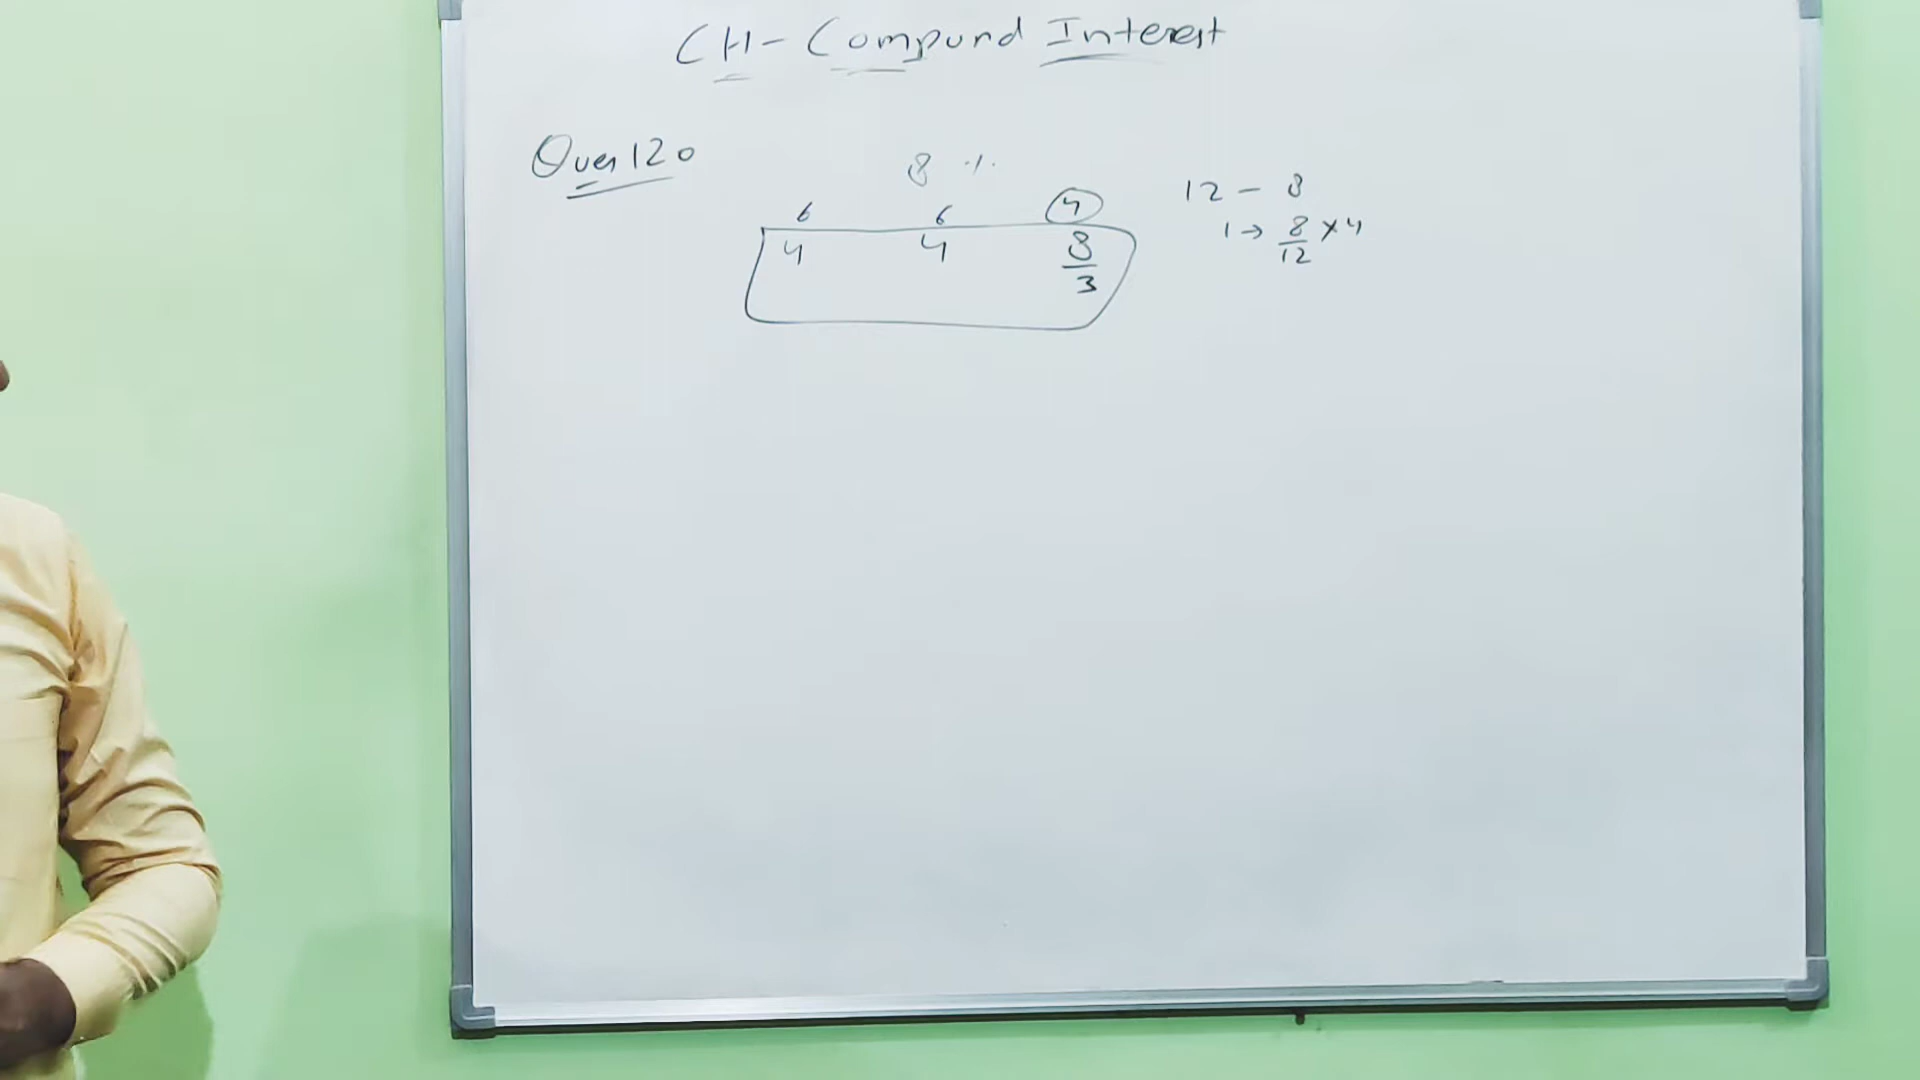 CH - Compund Interest
Ques 120
8 %
6 6 4
4 4 8/3
12 - 8
1 → 8/12 × 4